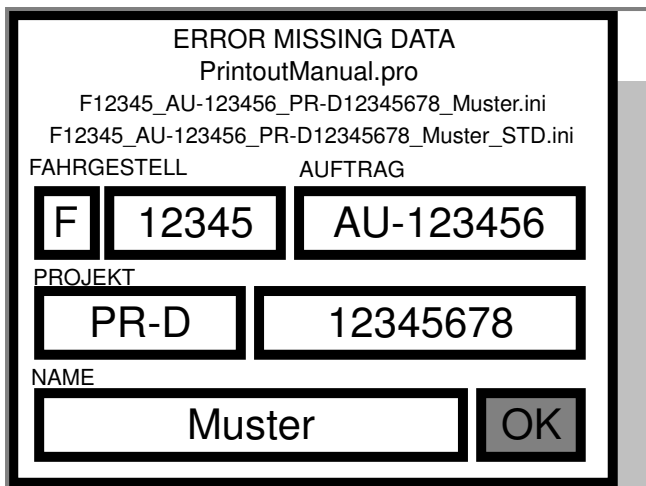 ERROR MISSING DATA
PrintoutManual.pro
F12345_AU-123456_PR-D12345678_Muster.ini
F12345_AU-123456_PR-D12345678_Muster_STD.ini
FAHRGESTELL AUFTRAG
F 12345 AU-123456
PROJEKT
PR-D 12345678
NAME
Muster OK